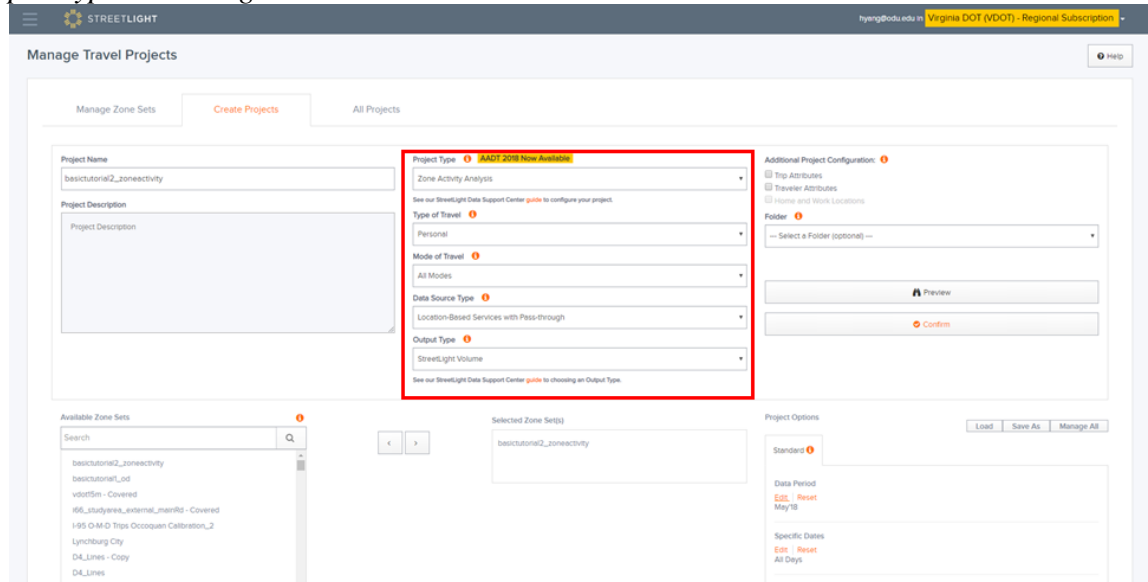 STREETLIGHT
hyang@odu.edu in Virginia DOT (VDOT) - Regional Subscription
Manage Travel Projects
Help
Manage Zone Sets Create Projects All Projects
Project Name
basictutorial2_zoneactivity
Project Description
Project Description
Project Type AADT 2018 Now Available
Zone Activity Analysis
See our StreetLight Data Support Center guide to configure your project.
Type of Travel
Personal
Mode of Travel
All Modes
Data Source Type
Location-Based Services with Pass-through
Output Type
StreetLight Volume
See our StreetLight Data Support Center guide to choosing an Output Type.
Additional Project Configuration:
Trip Attributes
Traveler Attributes
Home and Work Locations
Folder
--- Select a Folder (optional) ---
Preview
Confirm
Available Zone Sets
Search
basictutorial2_zoneactivity
basictutorial1_od
vdot15m - Covered
I66_studyarea_external_mainRd - Covered
I-95 O-M-D Trips Occoquan Calibration_2
Lynchburg City
D4_Lines - Copy
D4_Lines
< >
Selected Zone Set(s)
basictutorial2_zoneactivity
Project Options
Load Save As Manage All
Standard
Data Period
Edit | Reset
May'18
Specific Dates
Edit | Reset
All Days